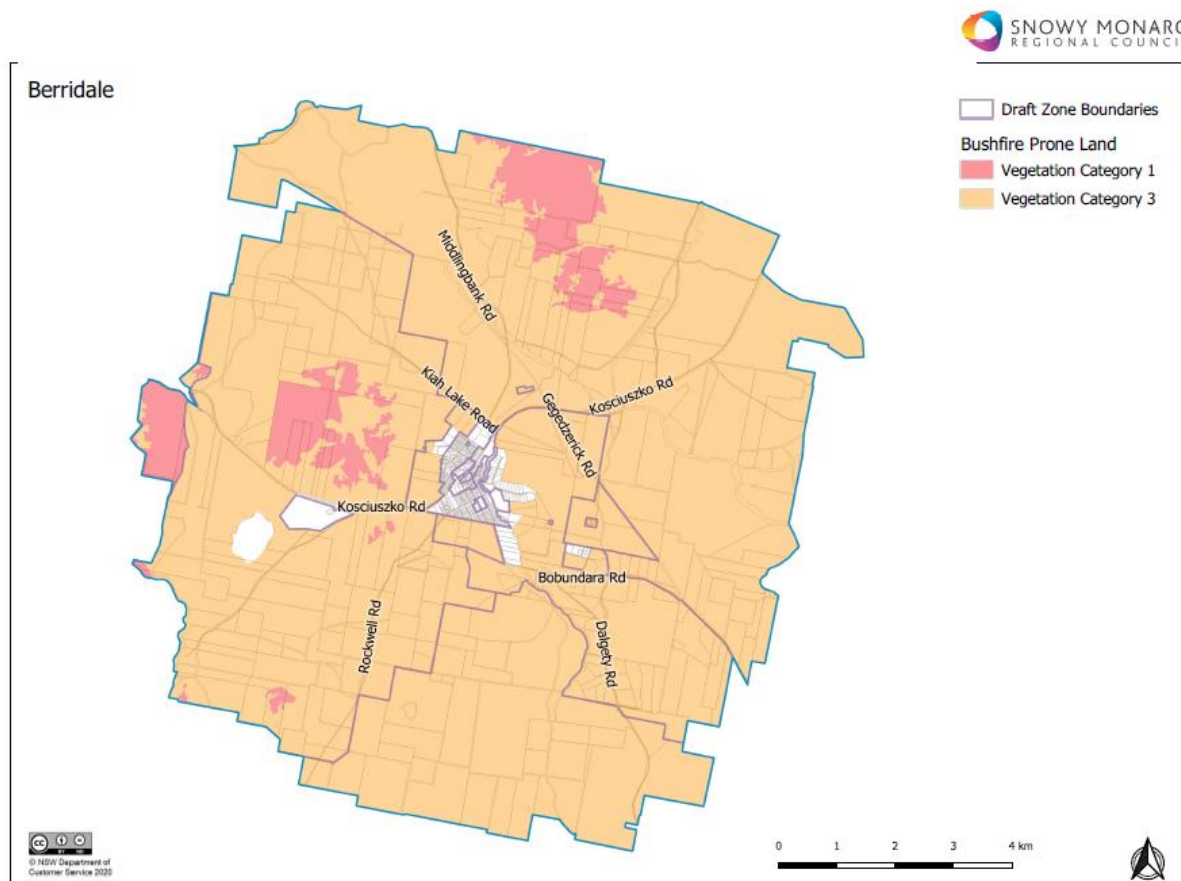 SNOWY MONARO
REGIONAL COUNCIL
Berridale
Draft Zone Boundaries
Bushfire Prone Land
Vegetation Category 1
Vegetation Category 3
Middlingbank Rd
Kiah Lake Road
Gegedzerick Rd
Kosciuszko Rd
Kosciuszko Rd
Bobundara Rd
Rockwell Rd
Dalgety Rd
0 1 2 3 4 km
© NSW Department of
Customer Service 2020